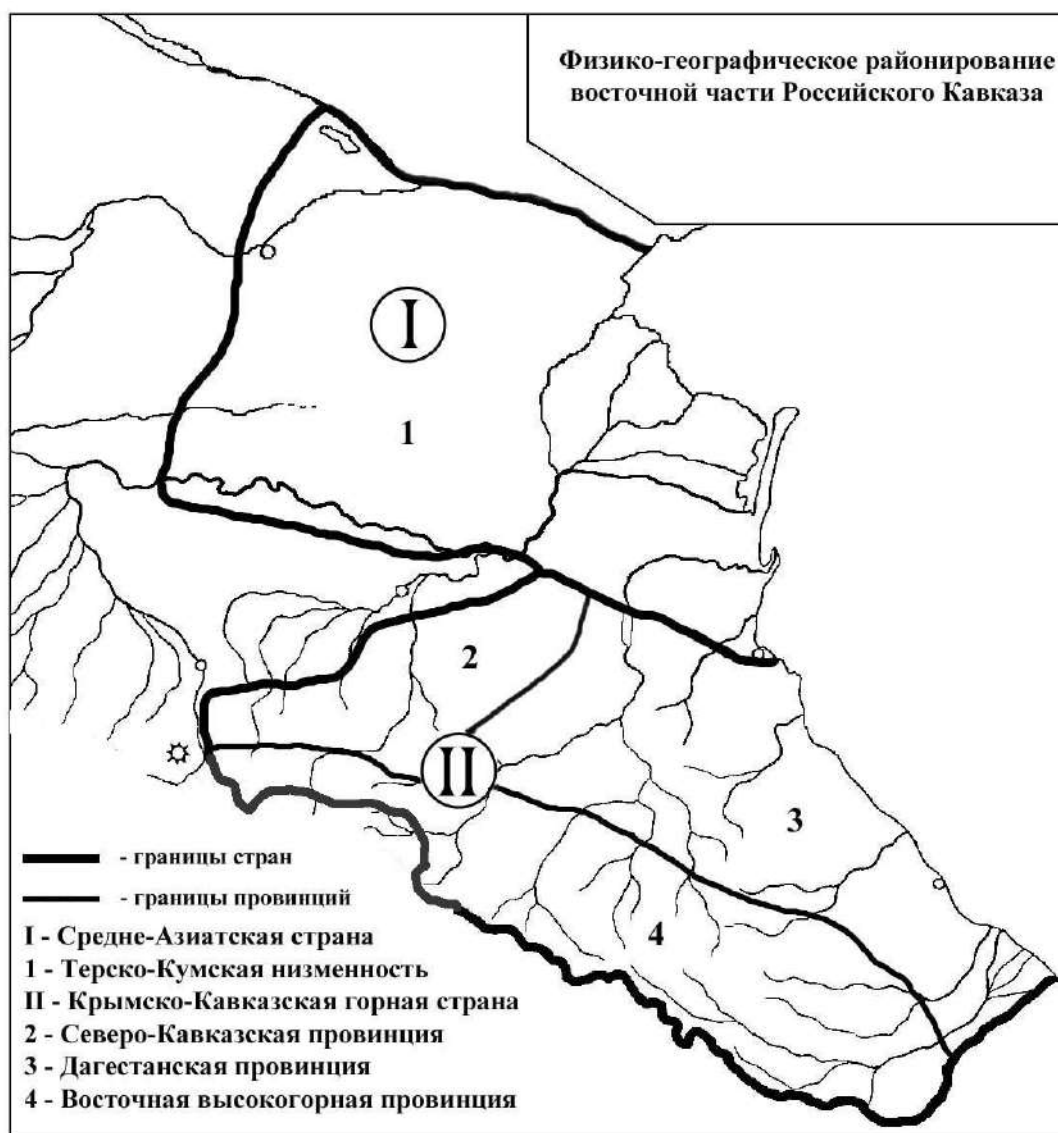 Физико-географическое районирование
восточной части Российского Кавказа
I
1
2
II
3
4
- границы стран
- границы провинций
I - Средне-Азиатская страна
1 - Терско-Кумская низменность
II - Крымско-Кавказская горная страна
2 - Северо-Кавказская провинция
3 - Дагестанская провинция
4 - Восточная высокогорная провинция